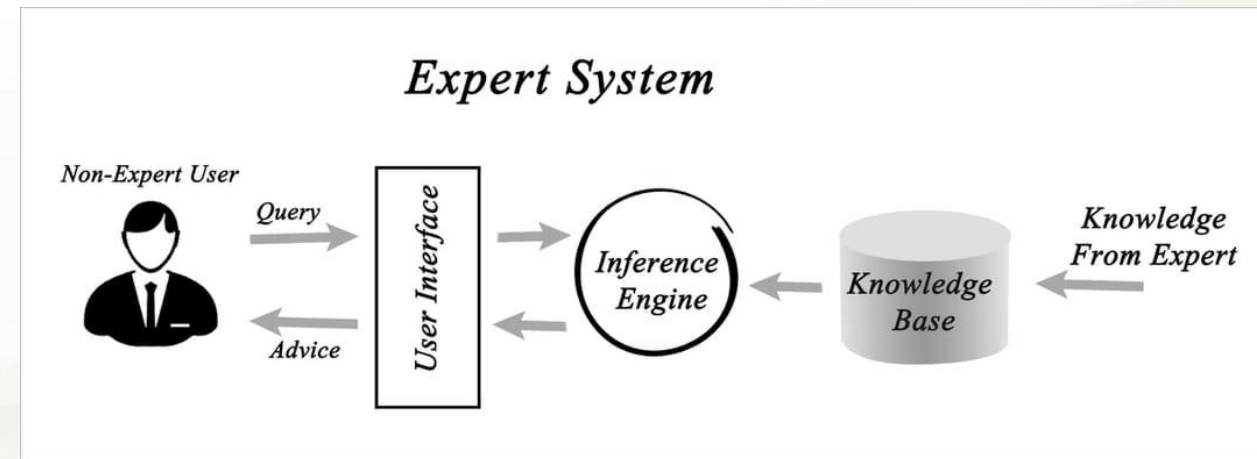 Expert System
Non-Expert User
Query
Advice
User Interface
Inference
Engine
Knowledge
Base
Knowledge
From Expert